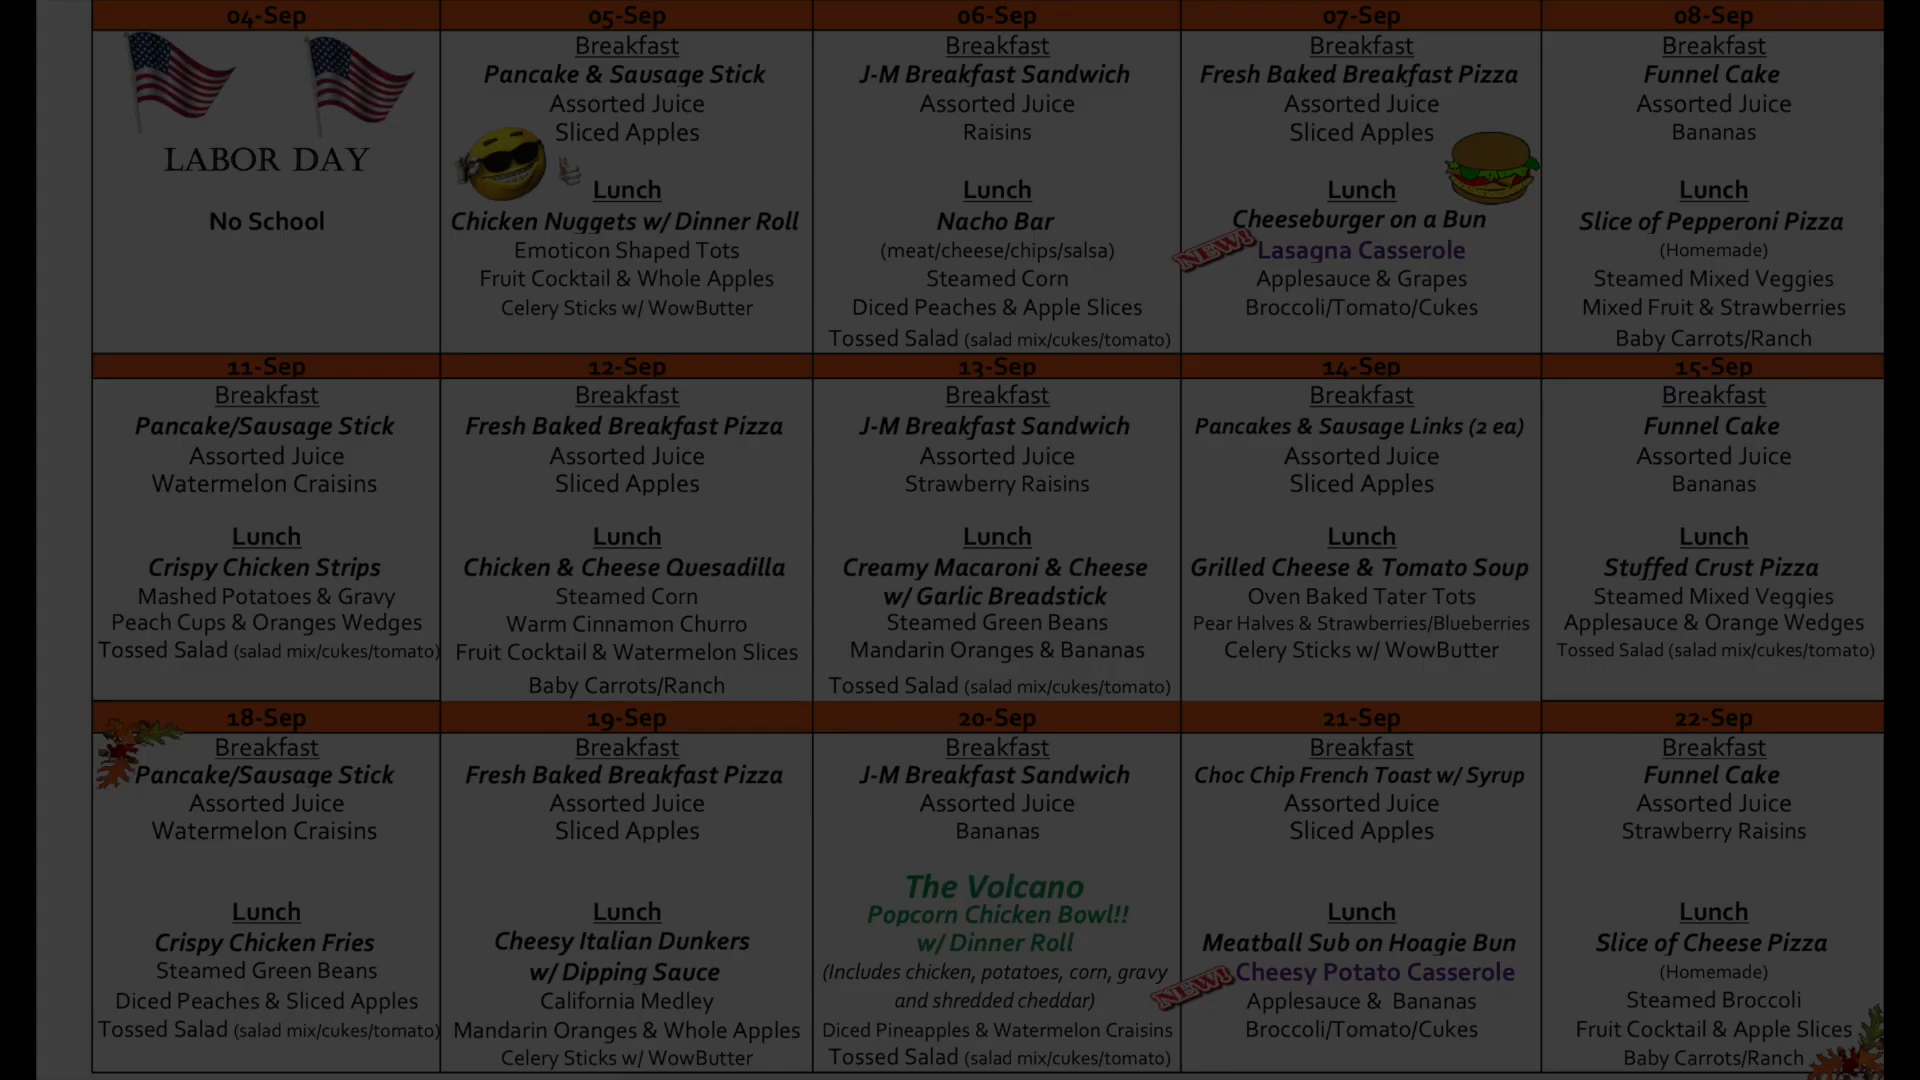 04-Sep
LABOR DAY
No School
05-Sep
Breakfast
Pancake & Sausage Stick
Assorted Juice
Sliced Apples
Lunch
Chicken Nuggets w/ Dinner Roll
Emoticon Shaped Tots
Fruit Cocktail & Whole Apples
Celery Sticks w/ WowButter
06-Sep
Breakfast
J-M Breakfast Sandwich
Assorted Juice
Raisins
Lunch
Nacho Bar
(meat/cheese/chips/salsa)
Steamed Corn
Diced Peaches & Apple Slices
Tossed Salad (salad mix/cukes/tomato)
07-Sep
Breakfast
Fresh Baked Breakfast Pizza
Assorted Juice
Sliced Apples
Lunch
Cheeseburger on a Bun
NEW! Lasagna Casserole
Applesauce & Grapes
Broccoli/Tomato/Cukes
08-Sep
Breakfast
Funnel Cake
Assorted Juice
Bananas
Lunch
Slice of Pepperoni Pizza
(Homemade)
Steamed Mixed Veggies
Mixed Fruit & Strawberries
Baby Carrots/Ranch
11-Sep
Breakfast
Pancake/Sausage Stick
Assorted Juice
Watermelon Craisins
Lunch
Crispy Chicken Strips
Mashed Potatoes & Gravy
Peach Cups & Oranges Wedges
Tossed Salad (salad mix/cukes/tomato)
12-Sep
Breakfast
Fresh Baked Breakfast Pizza
Assorted Juice
Sliced Apples
Lunch
Chicken & Cheese Quesadilla
Steamed Corn
Warm Cinnamon Churro
Fruit Cocktail & Watermelon Slices
Baby Carrots/Ranch
13-Sep
Breakfast
J-M Breakfast Sandwich
Assorted Juice
Strawberry Raisins
Lunch
Creamy Macaroni & Cheese
w/ Garlic Breadstick
Steamed Green Beans
Mandarin Oranges & Bananas
Tossed Salad (salad mix/cukes/tomato)
14-Sep
Breakfast
Pancakes & Sausage Links (2 ea)
Assorted Juice
Sliced Apples
Lunch
Grilled Cheese & Tomato Soup
Oven Baked Tater Tots
Pear Halves & Strawberries/Blueberries
Celery Sticks w/ WowButter
15-Sep
Breakfast
Funnel Cake
Assorted Juice
Bananas
Lunch
Stuffed Crust Pizza
Steamed Mixed Veggies
Applesauce & Orange Wedges
Tossed Salad (salad mix/cukes/tomato)
18-Sep
Breakfast
Pancake/Sausage Stick
Assorted Juice
Watermelon Craisins
Lunch
Crispy Chicken Fries
Steamed Green Beans
Diced Peaches & Sliced Apples
Tossed Salad (salad mix/cukes/tomato)
19-Sep
Breakfast
Fresh Baked Breakfast Pizza
Assorted Juice
Sliced Apples
Lunch
Cheesy Italian Dunkers
w/ Dipping Sauce
California Medley
Mandarin Oranges & Whole Apples
Celery Sticks w/ WowButter
20-Sep
Breakfast
J-M Breakfast Sandwich
Assorted Juice
Bananas
The Volcano
Popcorn Chicken Bowl!!
w/ Dinner Roll
(Includes chicken, potatoes, corn, gravy
and shredded cheddar)
Diced Pineapples & Watermelon Craisins
Tossed Salad (salad mix/cukes/tomato)
21-Sep
Breakfast
Choc Chip French Toast w/ Syrup
Assorted Juice
Sliced Apples
Lunch
Meatball Sub on Hoagie Bun
NEW! Cheesy Potato Casserole
Applesauce & Bananas
Broccoli/Tomato/Cukes
22-Sep
Breakfast
Funnel Cake
Assorted Juice
Strawberry Raisins
Lunch
Slice of Cheese Pizza
(Homemade)
Steamed Broccoli
Fruit Cocktail & Apple Slices
Baby Carrots/Ranch